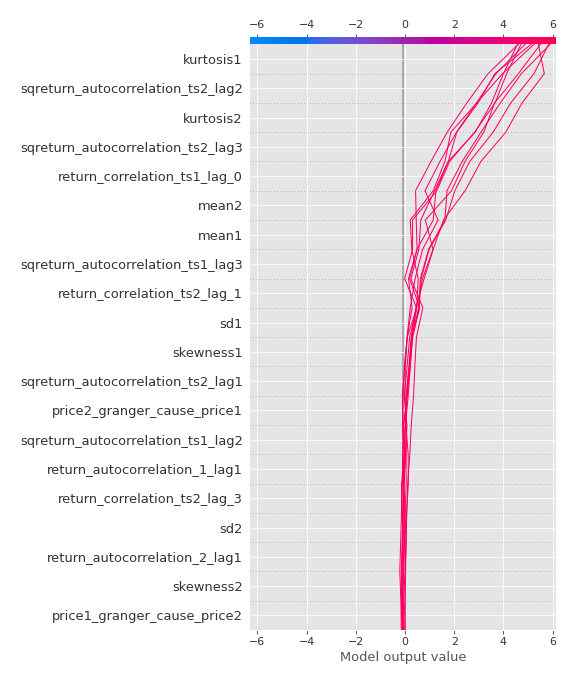 −6 −4 −2 0 2 4 6
kurtosis1
sqreturn_autocorrelation_ts2_lag2
kurtosis2
sqreturn_autocorrelation_ts2_lag3
return_correlation_ts1_lag_0
mean2
mean1
sqreturn_autocorrelation_ts1_lag3
return_correlation_ts2_lag_1
sd1
skewness1
sqreturn_autocorrelation_ts2_lag1
price2_granger_cause_price1
sqreturn_autocorrelation_ts1_lag2
return_autocorrelation_1_lag1
return_correlation_ts2_lag_3
sd2
return_autocorrelation_2_lag1
skewness2
price1_granger_cause_price2
−6 −4 −2 0 2 4 6
Model output value